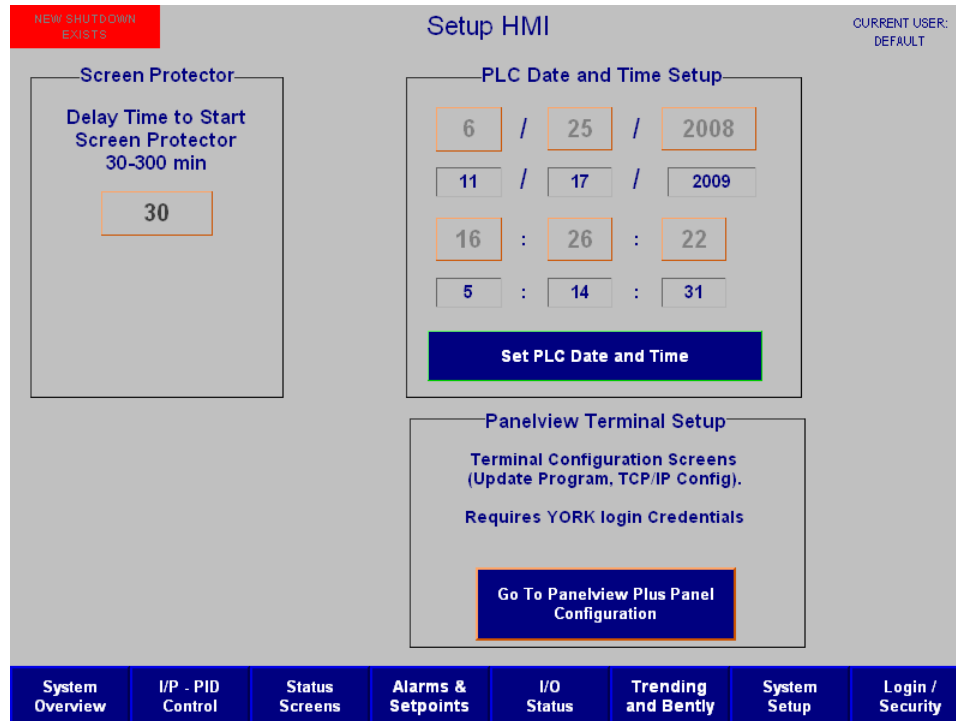 NEW SHUTDOWN
EXISTS
Setup HMI
CURRENT USER:
DEFAULT
Screen Protector
Delay Time to Start
Screen Protector
30-300 min
30
PLC Date and Time Setup
6 / 25 / 2008
11 / 17 / 2009
16 : 26 : 22
5 : 14 : 31
Set PLC Date and Time
Panelview Terminal Setup
Terminal Configuration Screens
(Update Program, TCP/IP Config).
Requires YORK login Credentials
Go To Panelview Plus Panel
Configuration
System
Overview
I/P - PID
Control
Status
Screens
Alarms &
Setpoints
I/O
Status
Trending
and Bently
System
Setup
Login /
Security